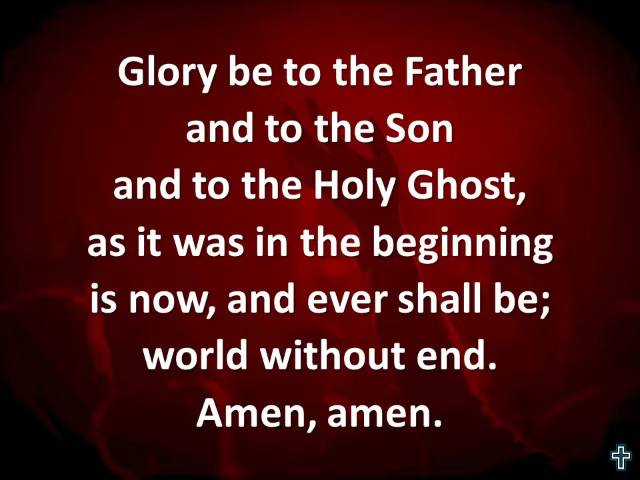 Glory be to the Father
and to the Son
and to the Holy Ghost,
as it was in the beginning
is now, and ever shall be;
world without end.
Amen, amen.